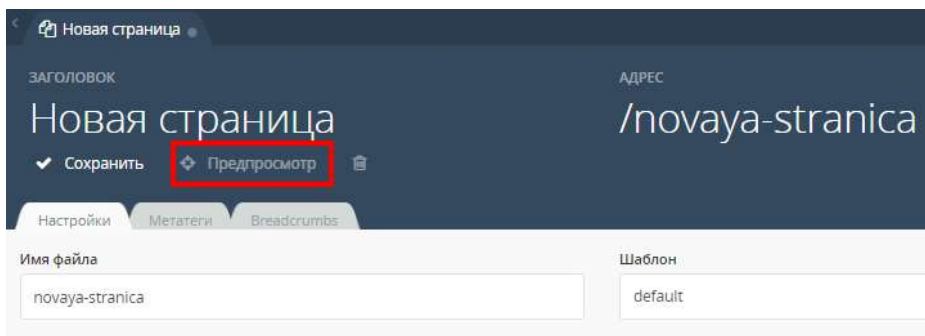 Новая страница
ЗАГОЛОВОК АДРЕС
Новая страница /novaya-stranica
Сохранить Предпросмотр
Настройки Метатеги Breadcrumbs
Имя файла Шаблон
novaya-stranica default